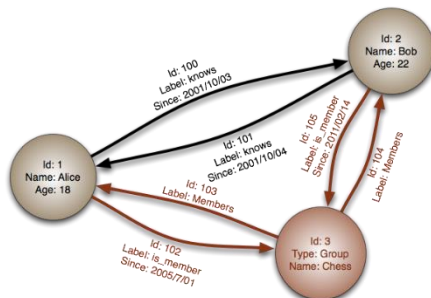 Id: 2
Name: Bob
Age: 22
Id: 100
Label: knows
Since: 2001/10/03
Id: 101
Label: knows
Since: 2001/10/04
Id: 105
Label: is_member
Since: 2011/02/14
Id: 104
Label: Members
Id: 1
Name: Alice
Age: 18
Id: 103
Label: Members
Id: 102
Label: is_member
Since: 2005/7/01
Id: 3
Type: Group
Name: Chess